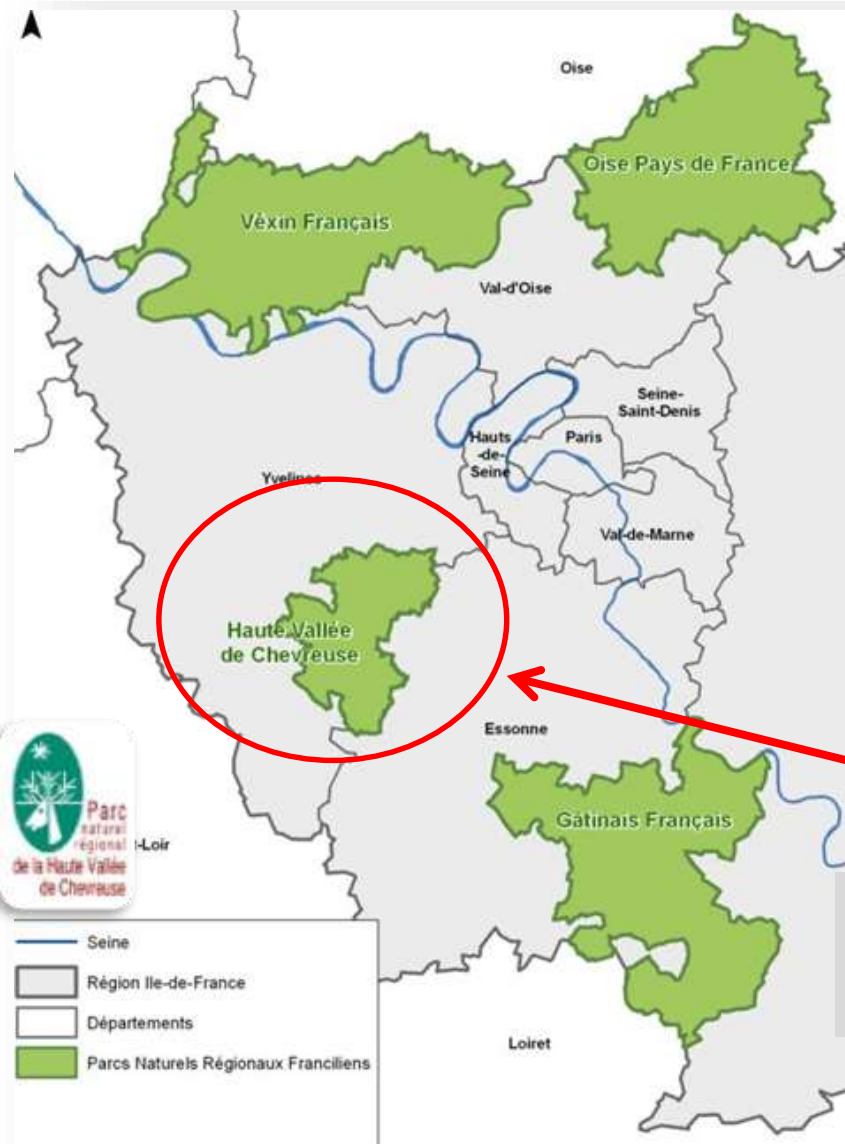 Oise
Oise Pays de France
Véxin Français
Val-d'Oise
Seine-
Saint-Denis
Hauts
-de-
Seine
Paris
Yvelines
Val-de-Marne
Haute Vallée
de Chevreuse
Essonne
Gâtinais Français
Parc
naturel
régional
de la Haute Vallée
de Chevreuse
t-Loir
Seine
Région Ile-de-France
Départements
Parcs Naturels Régionaux Franciliens
Loiret